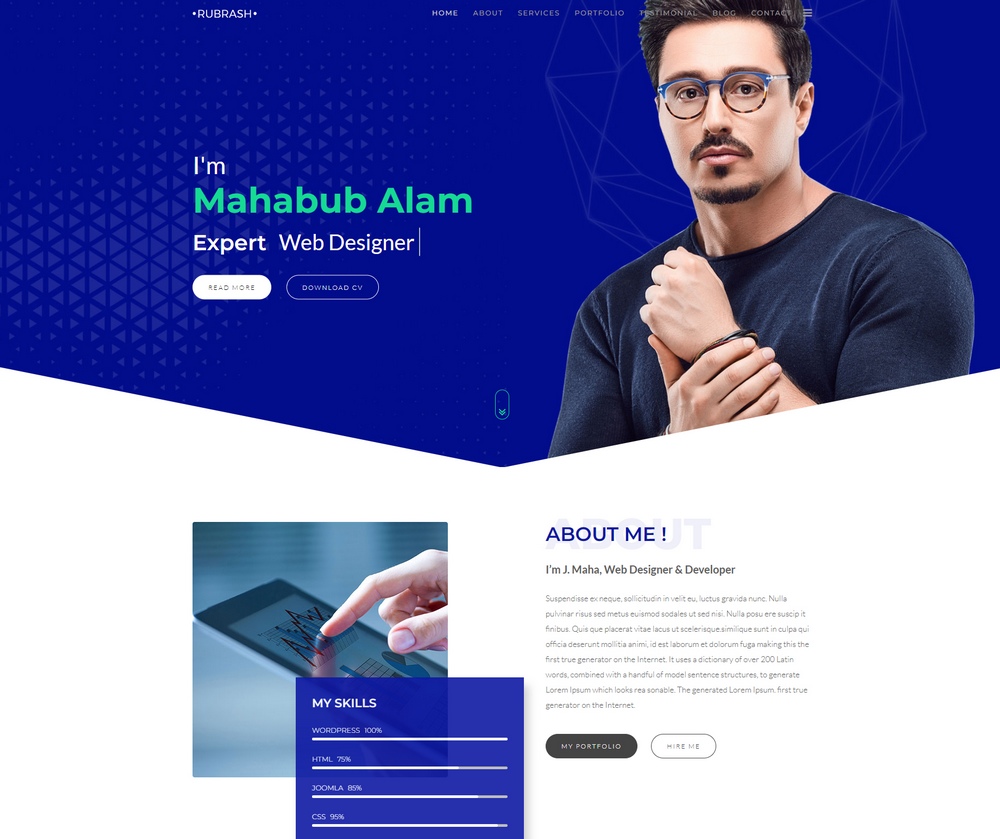 •RUBRASH•
HOME ABOUT SERVICES PORTFOLIO TESTIMONIAL BLOG CONTACT
I'm
Mahabub Alam
Expert Web Designer
READ MORE DOWNLOAD CV
ABOUT
ABOUT ME !
I'm J. Maha, Web Designer & Developer
Suspendisse ex neque, sollicitudin in velit eu, luctus gravida nunc. Nulla
pulvinar risus sed metus euismod sodales ut sed nisi. Nulla posu ere suscip it
finibus. Quis que placerat vitae lacus ut scelerisque.similique sunt in culpa qui
officia deserunt mollitia animi, id est laborum et dolorum fuga making this the
first true generator on the Internet. It uses a dictionary of over 200 Latin
words, combined with a handful of model sentence structures, to generate
Lorem Ipsum which looks rea sonable. The generated Lorem Ipsum. first true
generator on the Internet.
MY PORTFOLIO HIRE ME
MY SKILLS
WORDPRESS 100%
HTML 75%
JOOMLA 85%
CSS 95%